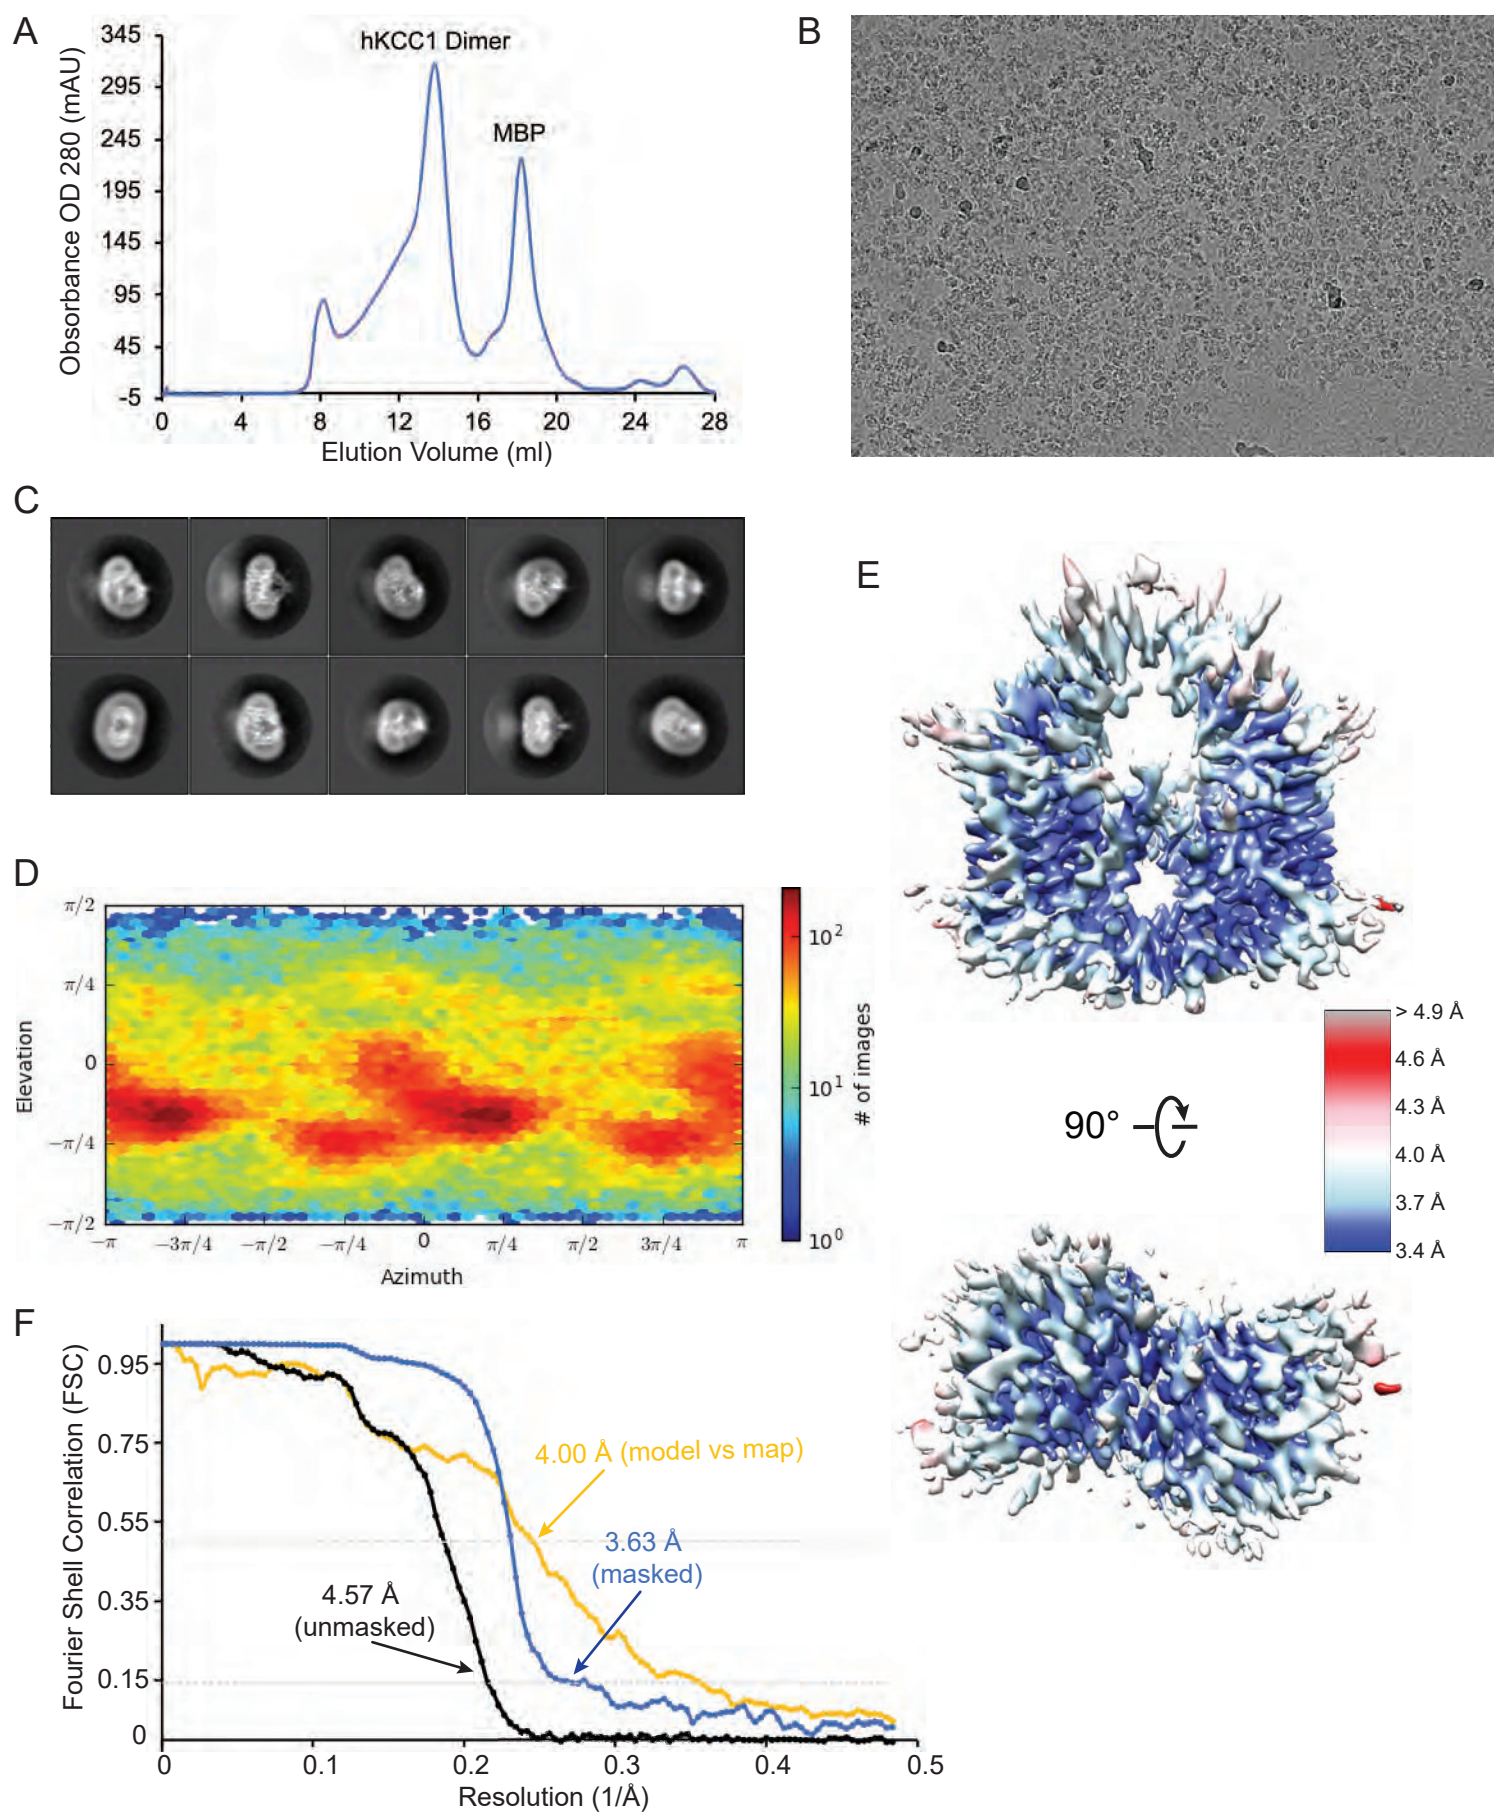 A
345
295
245
195
145
95
45
-5
Obsorbance OD 280 (mAU)
hKCC1 Dimer
MBP
0 4 8 12 16 20 24 28
Elution Volume (ml)
B
C
D
π/2
π/4
0
−π/4
−π/2
Elevation
−π −3π/4 −π/2 −π/4 0 π/4 π/2 3π/4 π
Azimuth
10²
10¹
10⁰
# of images
E
90°
> 4.9 Å
4.6 Å
4.3 Å
4.0 Å
3.7 Å
3.4 Å
F
0.95
0.75
0.55
0.35
0.15
0
Fourier Shell Correlation (FSC)
4.00 Å (model vs map)
3.63 Å
(masked)
4.57 Å
(unmasked)
0 0.1 0.2 0.3 0.4 0.5
Resolution (1/Å)